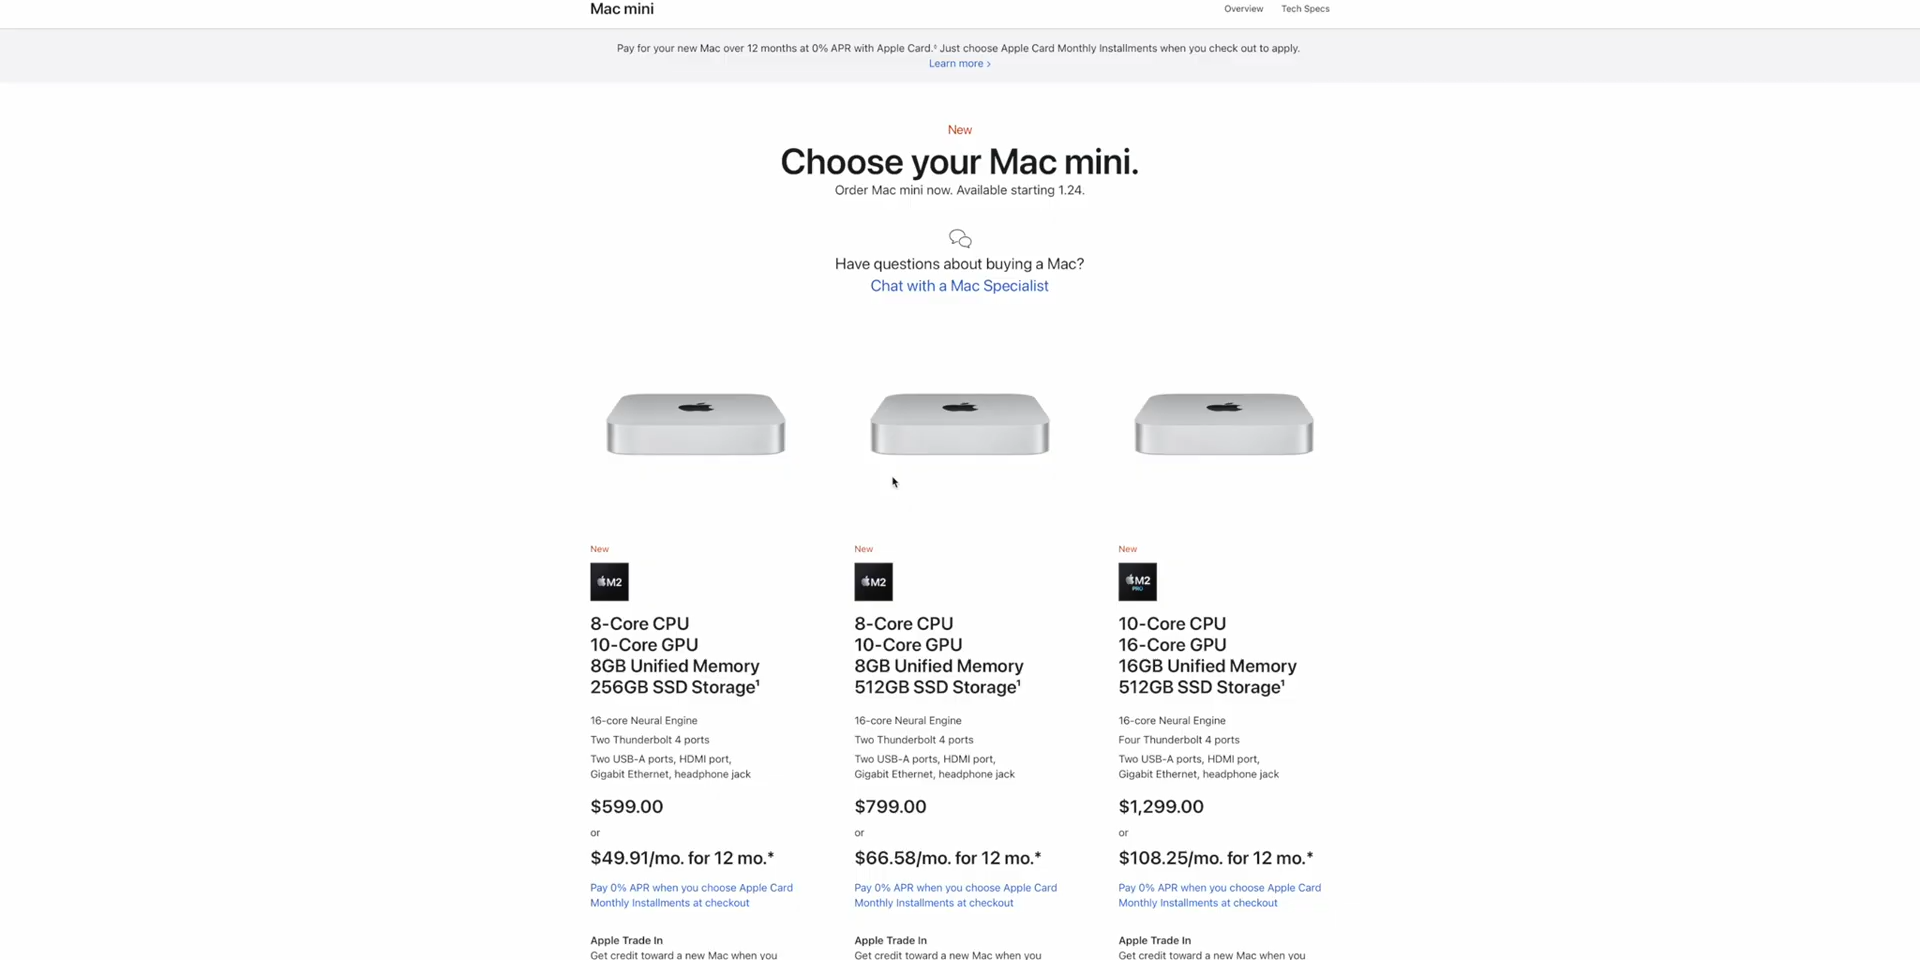 Mac mini
Overview
Tech Specs
Pay for your new Mac over 12 months at 0% APR with Apple Card.◊ Just choose Apple Card Monthly Installments when you check out to apply.
Learn more >
New
Choose your Mac mini.
Order Mac mini now. Available starting 1.24.
Have questions about buying a Mac?
Chat with a Mac Specialist
New
M2
8-Core CPU
10-Core GPU
8GB Unified Memory
256GB SSD Storage¹
16-core Neural Engine
Two Thunderbolt 4 ports
Two USB-A ports, HDMI port,
Gigabit Ethernet, headphone jack
$599.00
or
$49.91/mo. for 12 mo.*
Pay 0% APR when you choose Apple Card
Monthly Installments at checkout
Apple Trade In
Get credit toward a new Mac when you
New
M2
8-Core CPU
10-Core GPU
8GB Unified Memory
512GB SSD Storage¹
16-core Neural Engine
Two Thunderbolt 4 ports
Two USB-A ports, HDMI port,
Gigabit Ethernet, headphone jack
$799.00
or
$66.58/mo. for 12 mo.*
Pay 0% APR when you choose Apple Card
Monthly Installments at checkout
Apple Trade In
Get credit toward a new Mac when you
New
M2
PRO
10-Core CPU
16-Core GPU
16GB Unified Memory
512GB SSD Storage¹
16-core Neural Engine
Four Thunderbolt 4 ports
Two USB-A ports, HDMI port,
Gigabit Ethernet, headphone jack
$1,299.00
or
$108.25/mo. for 12 mo.*
Pay 0% APR when you choose Apple Card
Monthly Installments at checkout
Apple Trade In
Get credit toward a new Mac when you